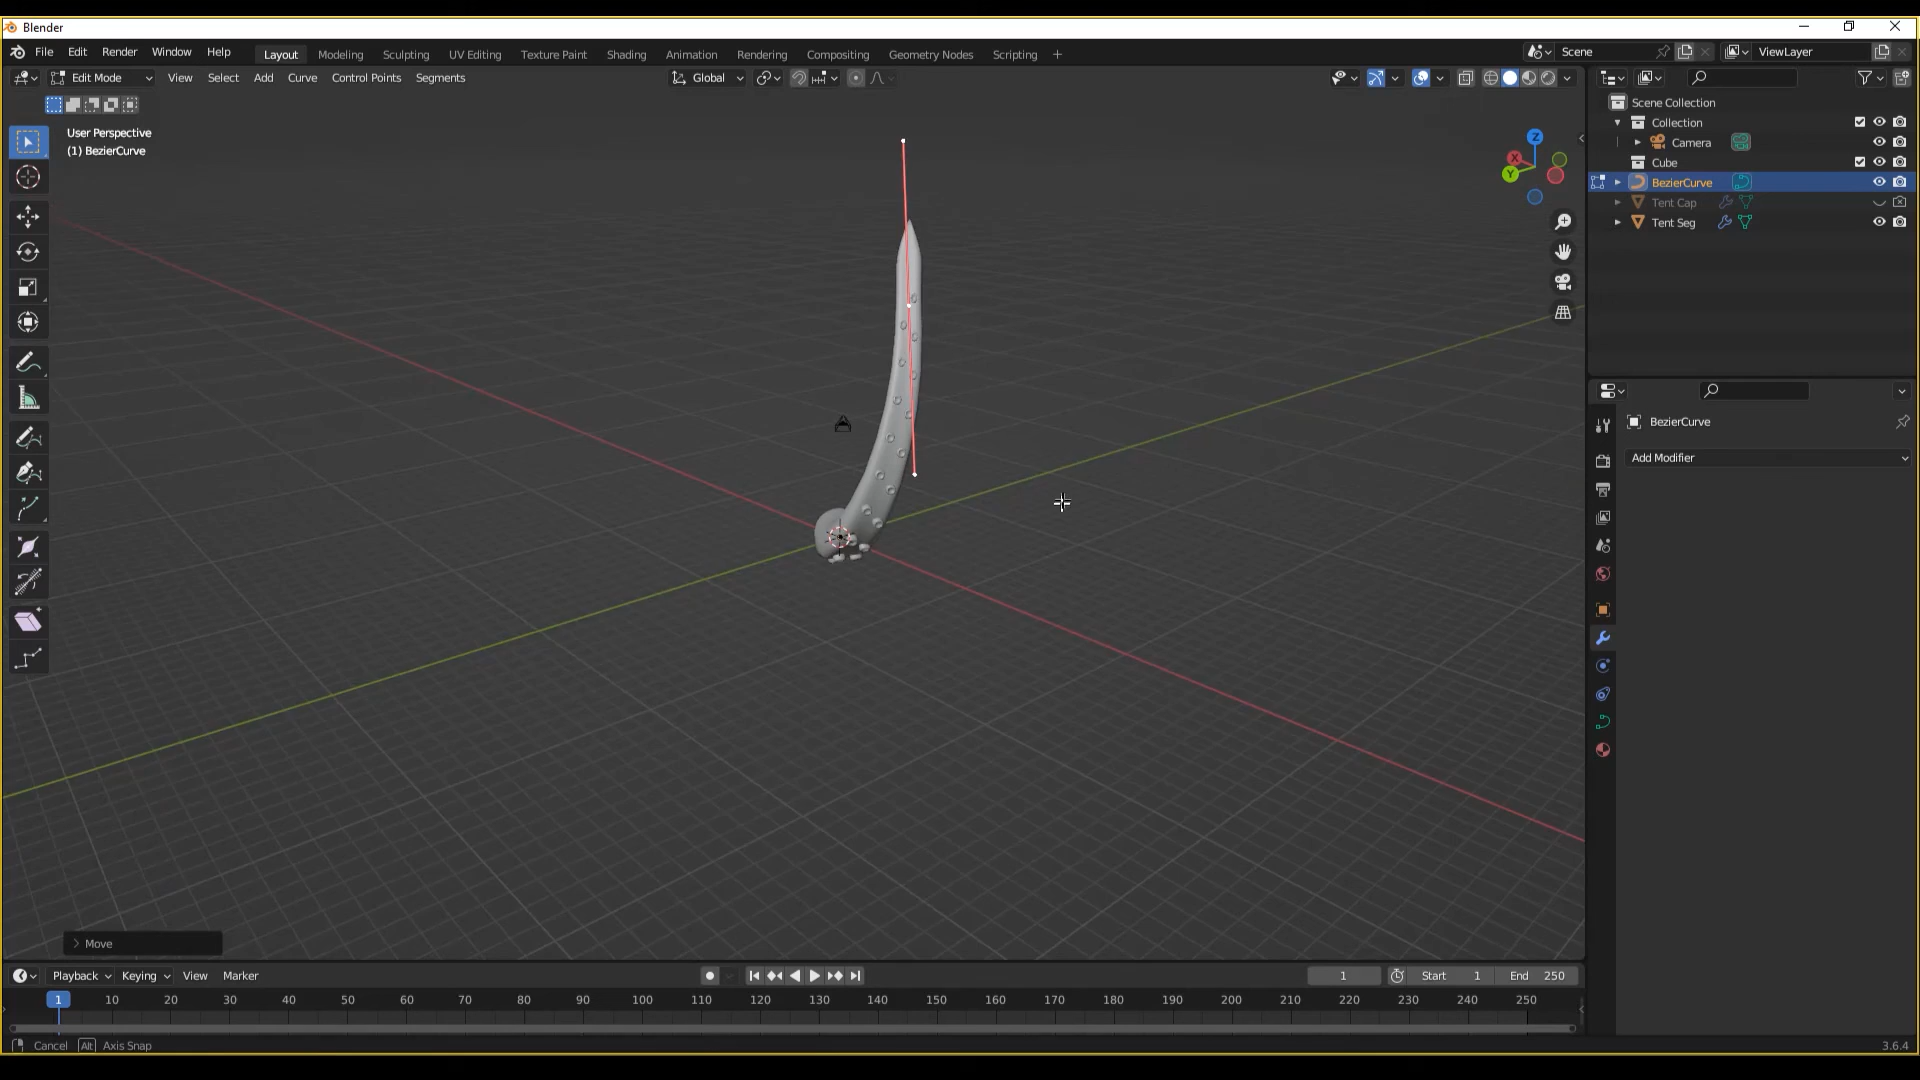 Blender
File Edit Render Window Help Layout Modeling Sculpting UV Editing Texture Paint Shading Animation Rendering Compositing Geometry Nodes Scripting + Scene ViewLayer
Edit Mode View Select Add Curve Control Points Segments Global
User Perspective
(1) BezierCurve
Z
X
Y
Scene Collection
Collection
Camera
Cube
BezierCurve
Tent Cap
Tent Seg
BezierCurve
Add Modifier
Move
Playback Keying View Marker 1 Start 1 End 250
1 10 20 30 40 50 60 70 80 90 100 110 120 130 140 150 160 170 180 190 200 210 220 230 240 250
Cancel Alt Axis Snap 3.6.4